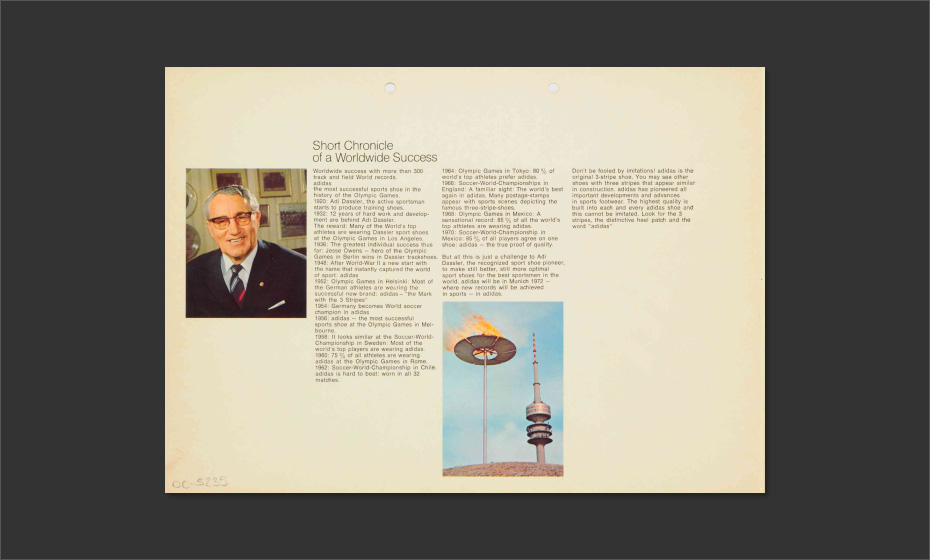 Short Chronicle
of a Worldwide Success
Worldwide success with more than 300
track and field World records.
adidas
the most successful sports shoe in the
history of the Olympic Games.
1920: Adi Dassler, the active sportsman
starts to produce training shoes.
1932: 12 years of hard work and develop-
ment are behind Adi Dassler.
The reward: Many of the World's top
athletes are wearing Dassler sport shoes
at the Olympic Games in Los Angeles.
1936: The greatest individual success thus
for: Jesse Owens — hero of the Olympic
Games in Berlin wins in Dassler trackshoes.
1948: After World-War II a new start with
the name that instantly captured the world
of sport: adidas
1952: Olympic Games in Helsinki: Most of
the German athletes are wearing the
successful new brand: adidas — "the Mark
with the 3 Stripes"
1954: Germany becomes World soccer
champion in adidas
1956: adidas — the most successful
sports shoe at the Olympic Games in Mel-
bourne.
1958: It looks similar at the Soccer-World-
Championship in Sweden: Most of the
world's top players are wearing adidas.
1960: 75 % of all athletes are wearing
adidas at the Olympic Games in Rome.
1962: Soccer-World-Championship in Chile.
adidas is hard to beat: worn in all 32
matches.
1964: Olympic Games in Tokyo: 80 % of
world's top athletes prefer adidas.
1966: Soccer-World-Championships in
England: A familiar sight: The world's best
again in adidas. Many postage-stamps
appear with sports scenes depicting the
famous three-stripe-shoes.
1968: Olympic Games in Mexico: A
sensational record: 85 % of all the world's
top athletes are wearing adidas.
1970: Soccer-World-Championship in
Mexico: 95 % of all players agree on one
shoe: adidas — the true proof of quality.
But all this is just a challenge to Adi
Dassler, the recognized sport shoe pioneer,
to make still better, still more optimal
sport shoes for the best sportsmen in the
world. adidas will be in Munich 1972 —
where new records will be achieved
in sports — in adidas.
Don't be fooled by imitations! adidas is the
original 3-stripe shoe. You may see other
shoes with three stripes that appear similar
in construction. adidas has pioneered all
important developments and advances
in sports footwear. The highest quality is
built into each and every adidas shoe and
this cannot be imitated. Look for the 3
stripes, the distinctive heel patch and the
word "adidas"
OC-5235